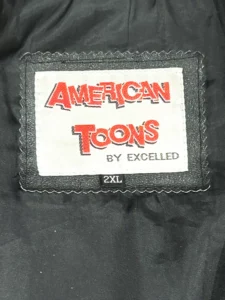 AMERICAN
TOONS
BY EXCELLED
2XL